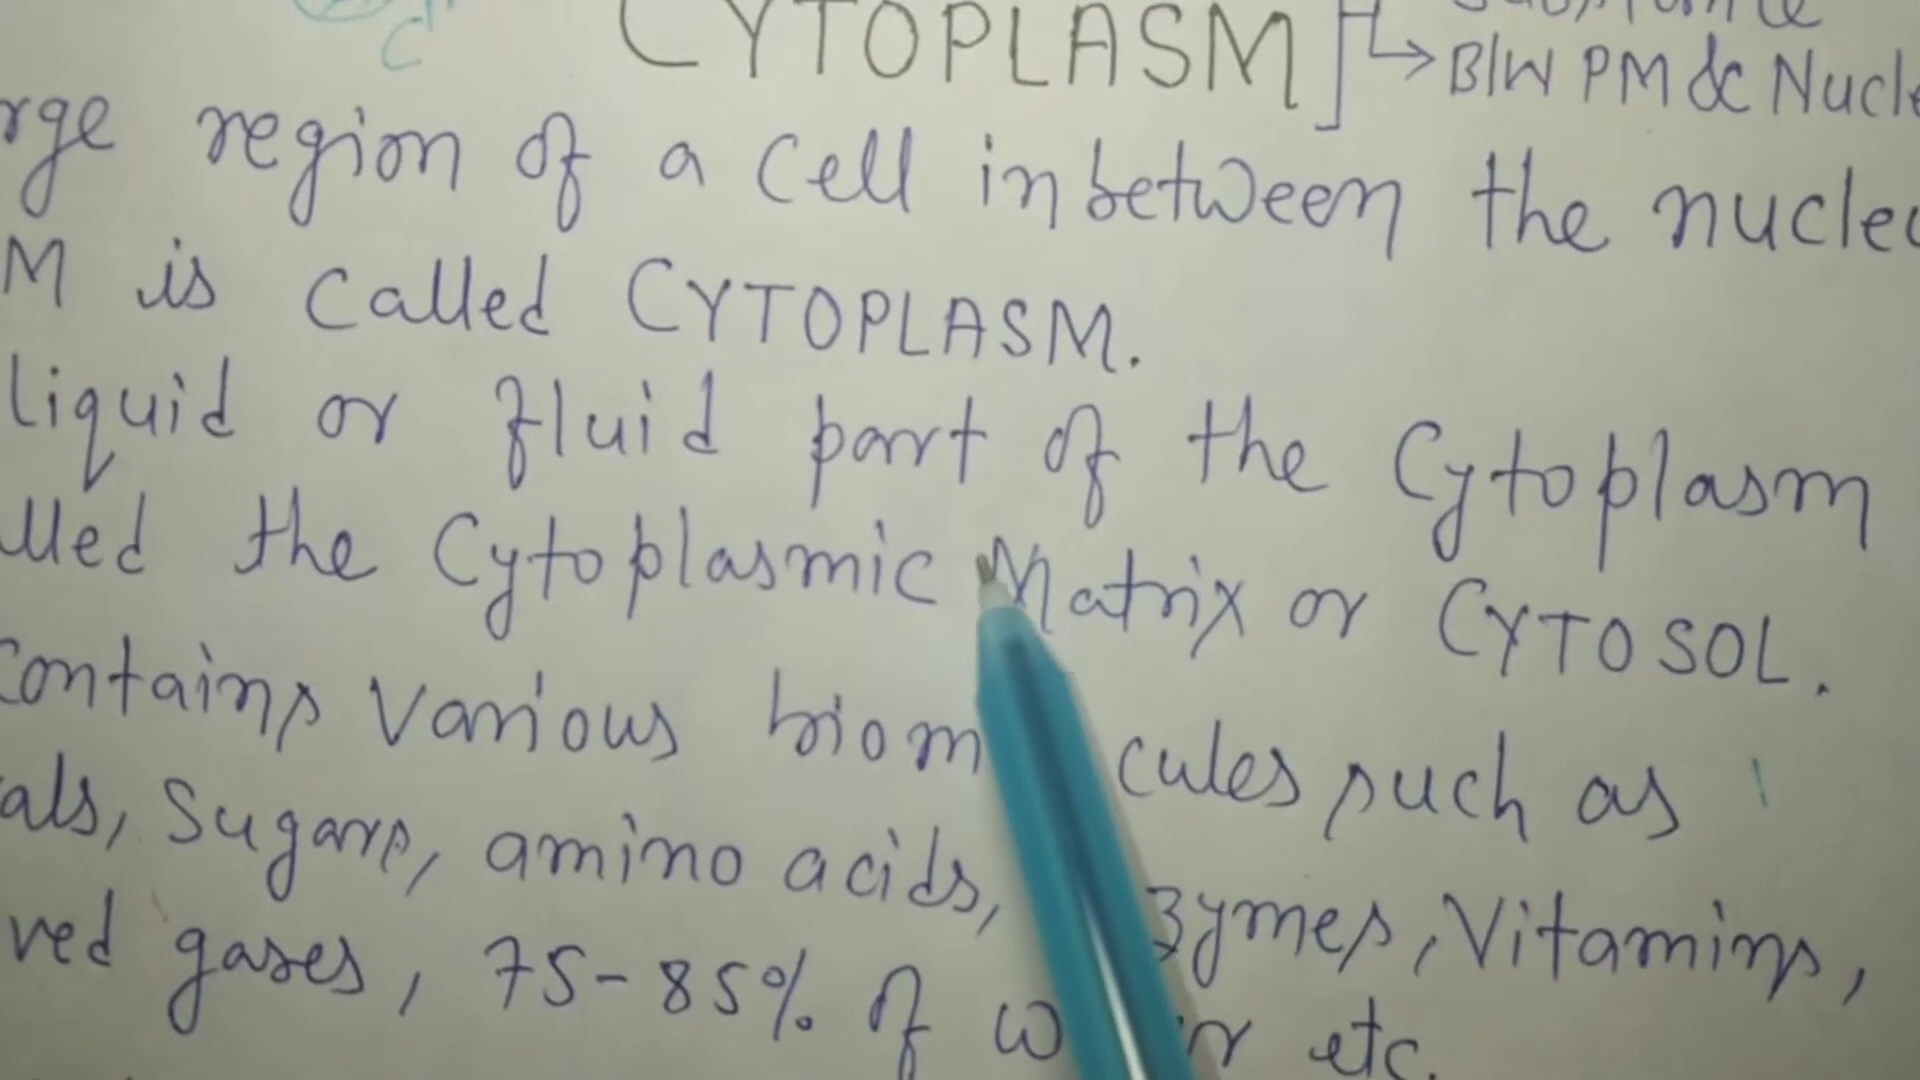 C
CYTOPLASM
B/W PM & Nucle
rge region of a Cell inbetween the nucleu
M is called CYTOPLASM.
liquid or fluid part of the Cytoplasm
lled the Cytoplasmic Matrix or CYTOSOL.
contains various biom cules such as
als, Sugars, amino acids, zymes, Vitamins,
ved gases, 75-85% of w r etc.